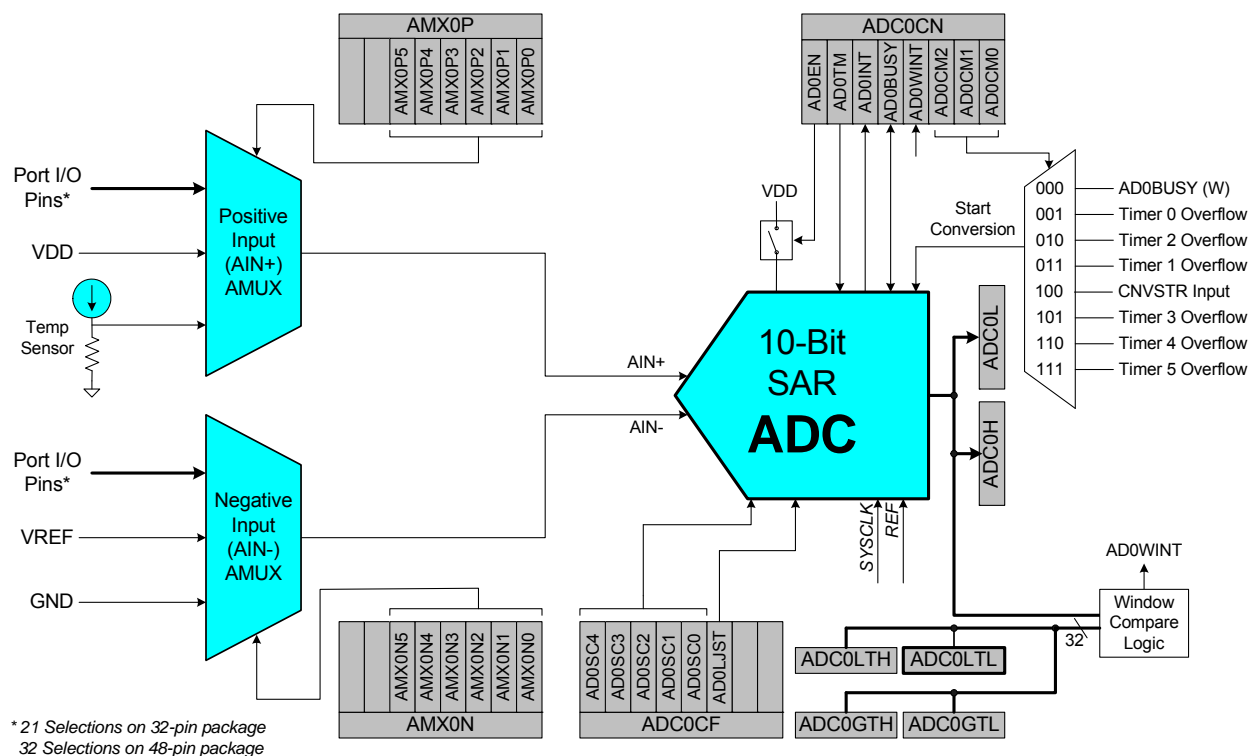 AMX0P
AMX0P5
AMX0P4
AMX0P3
AMX0P2
AMX0P1
AMX0P0
ADC0CN
AD0EN
AD0TM
AD0INT
AD0BUSY
AD0WINT
AD0CM2
AD0CM1
AD0CM0
Port I/O
Pins*
VDD
Temp
Sensor
Positive
Input
(AIN+)
AMUX
VDD
Start
Conversion
000
AD0BUSY (W)
001
Timer 0 Overflow
010
Timer 2 Overflow
011
Timer 1 Overflow
100
CNVSTR Input
101
Timer 3 Overflow
110
Timer 4 Overflow
111
Timer 5 Overflow
AIN+
AIN-
10-Bit
SAR
ADC
ADC0L
ADC0H
Port I/O
Pins*
VREF
GND
Negative
Input
(AIN-)
AMUX
SYSCLK
REF
AD0WINT
Window
Compare
Logic
32
ADC0LTH
ADC0LTL
ADC0GTH
ADC0GTL
AMX0N5
AMX0N4
AMX0N3
AMX0N2
AMX0N1
AMX0N0
AMX0N
AD0SC4
AD0SC3
AD0SC2
AD0SC1
AD0SC0
AD0LJST
ADC0CF
* 21 Selections on 32-pin package
32 Selections on 48-pin package